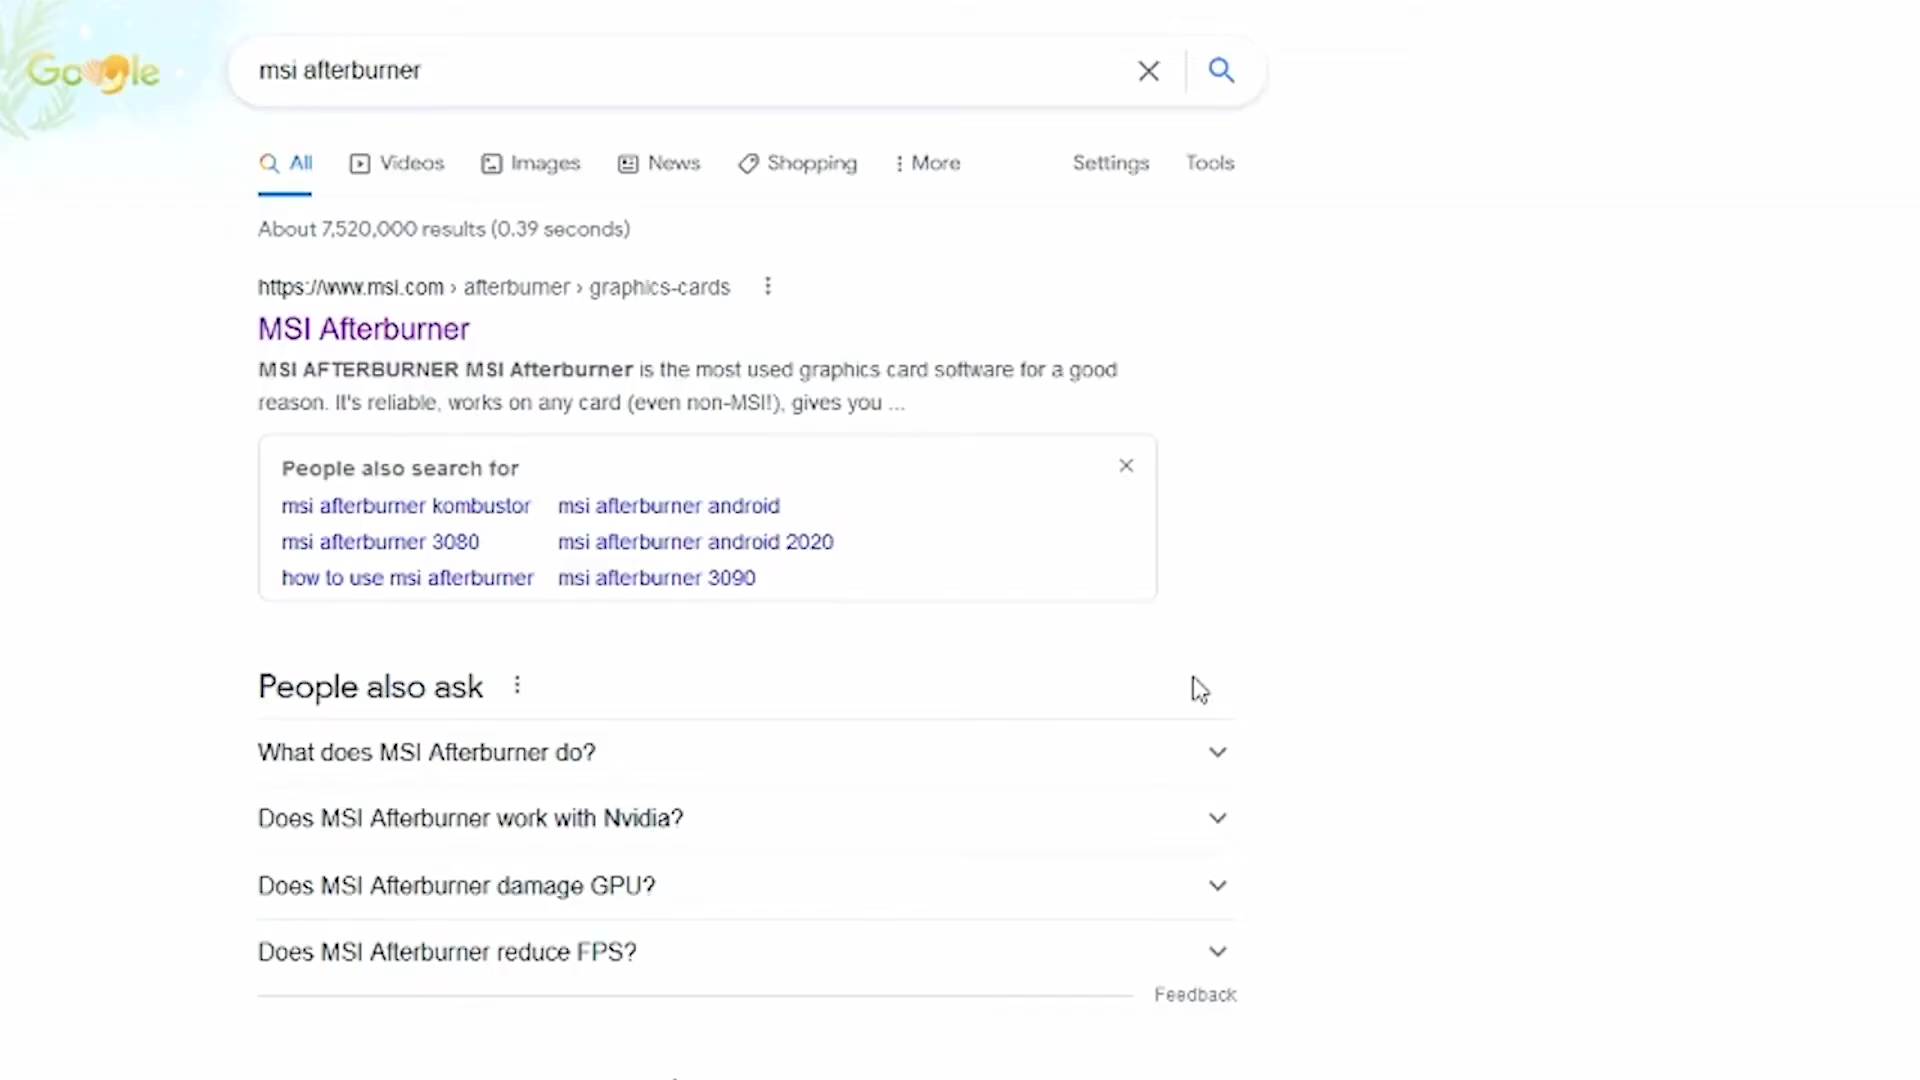 Google
msi afterburner
All Videos Images News Shopping More Settings Tools
About 7,520,000 results (0.39 seconds)
https://www.msi.com › afterburner › graphics-cards
MSI Afterburner
MSI AFTERBURNER MSI Afterburner is the most used graphics card software for a good
reason. It's reliable, works on any card (even non-MSI!), gives you ...
People also search for
msi afterburner kombustor msi afterburner android
msi afterburner 3080 msi afterburner android 2020
how to use msi afterburner msi afterburner 3090
People also ask
What does MSI Afterburner do?
Does MSI Afterburner work with Nvidia?
Does MSI Afterburner damage GPU?
Does MSI Afterburner reduce FPS?
Feedback